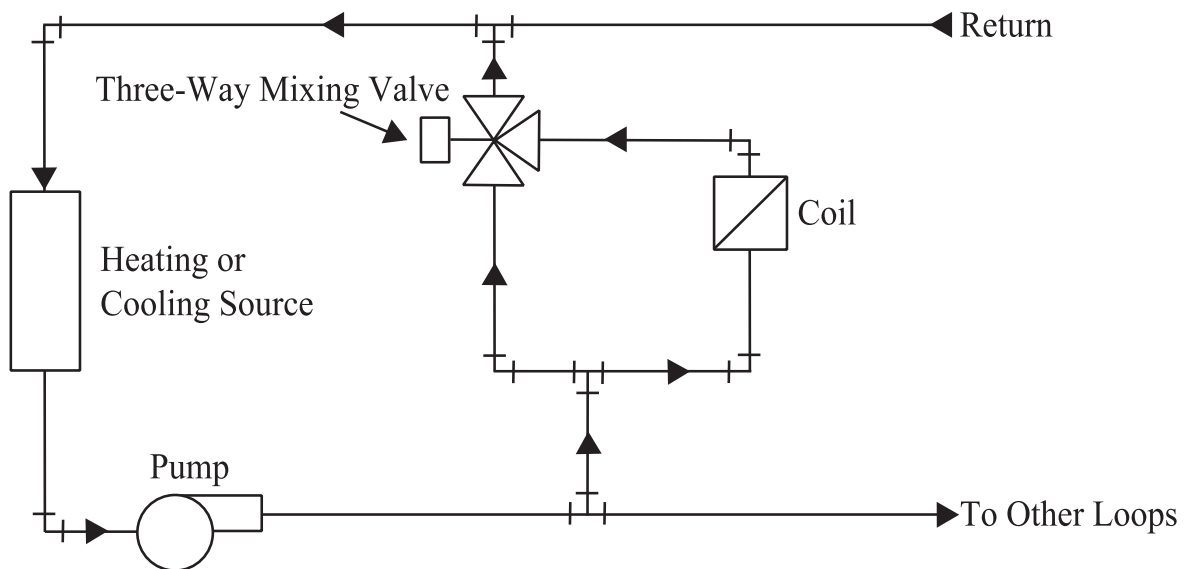 Return
Three-Way Mixing Valve
Coil
Heating or
Cooling Source
Pump
To Other Loops